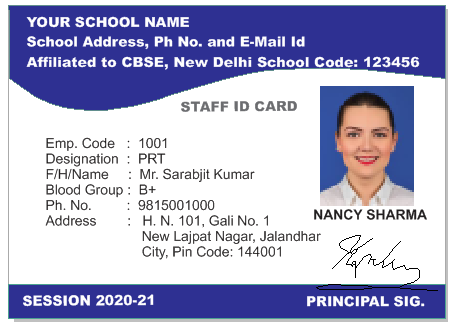 YOUR SCHOOL NAME
School Address, Ph No. and E-Mail Id
Affiliated to CBSE, New Delhi School Code: 123456
STAFF ID CARD
Emp. Code : 1001
Designation : PRT
F/H/Name : Mr. Sarabjit Kumar
Blood Group : B+
Ph. No. : 9815001000
Address : H. N. 101, Gali No. 1
New Lajpat Nagar, Jalandhar
City, Pin Code: 144001
NANCY SHARMA
SESSION 2020-21
PRINCIPAL SIG.